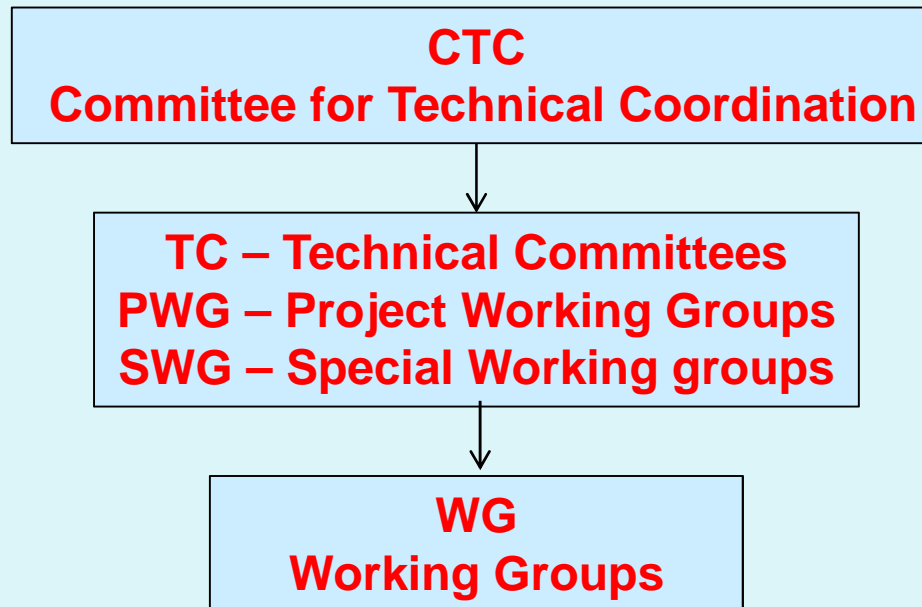 CTC
Committee for Technical Coordination
TC – Technical Committees
PWG – Project Working Groups
SWG – Special Working groups
WG
Working Groups